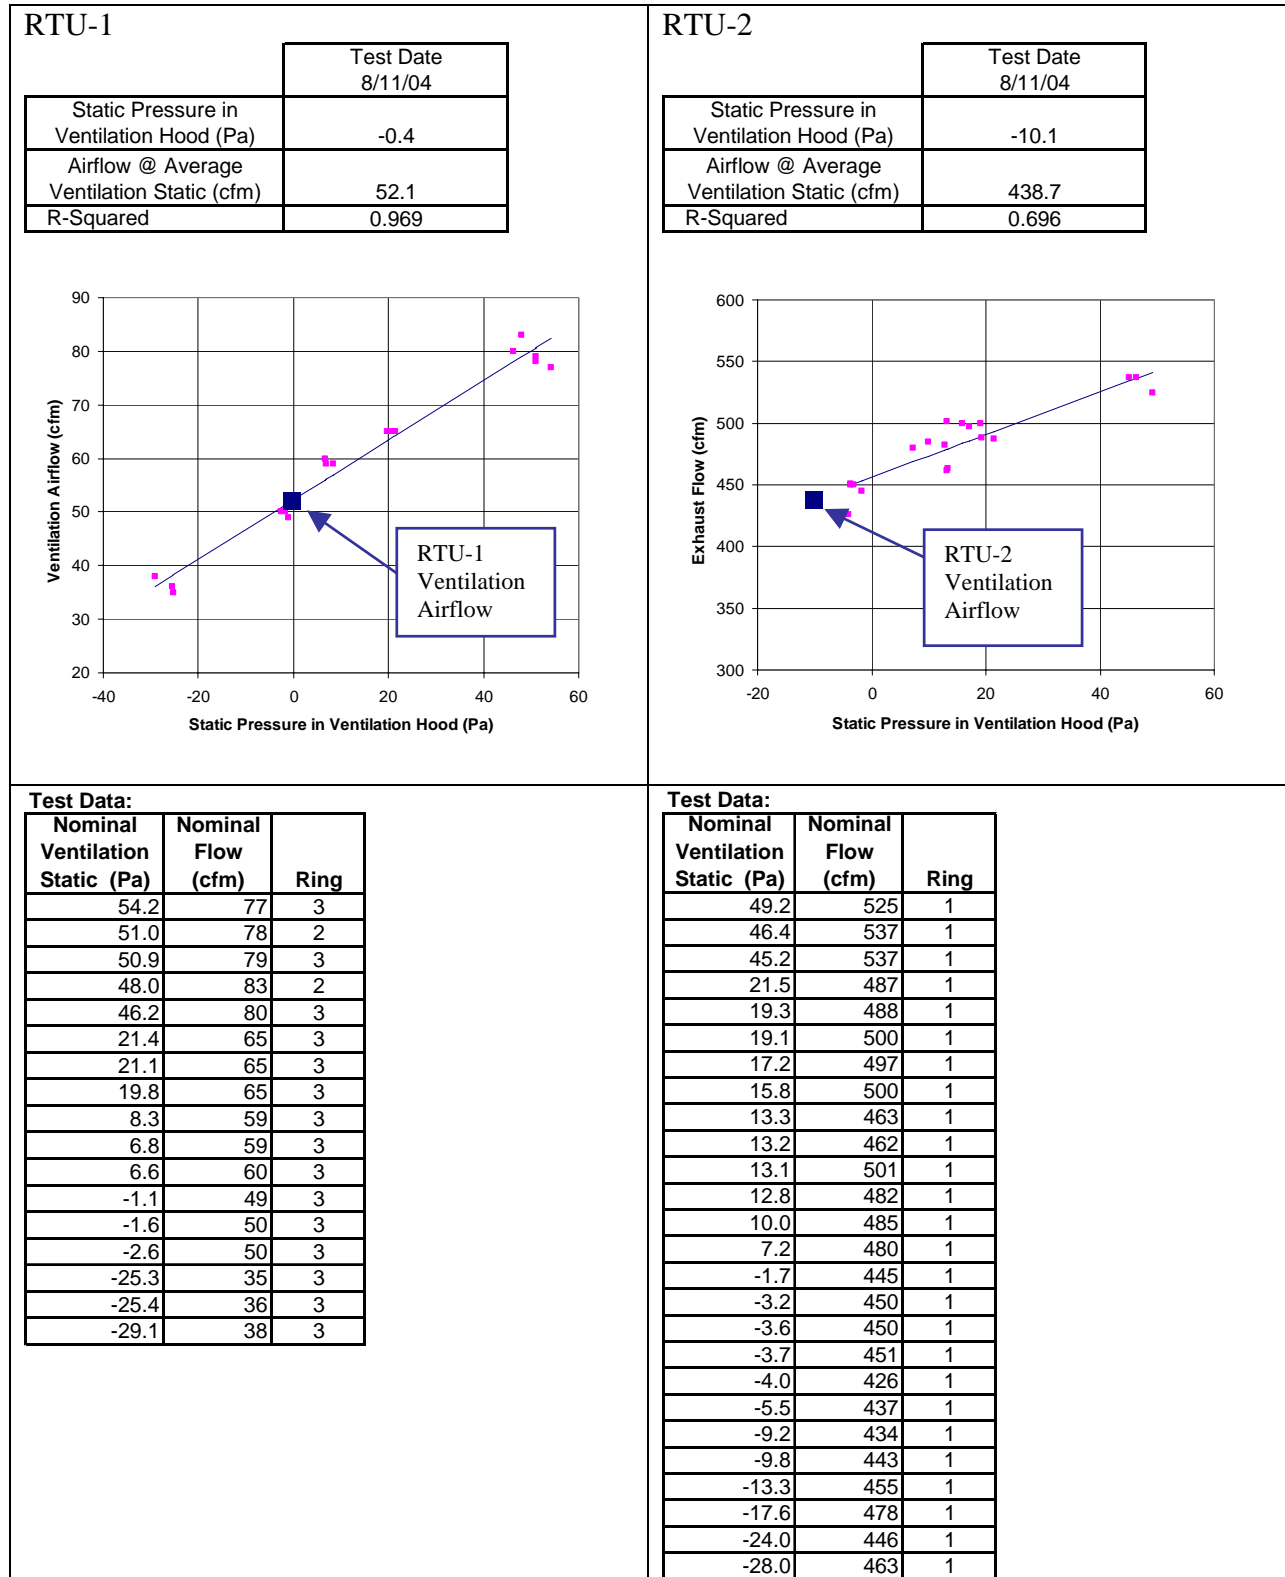 RTU-1
Test Date
8/11/04
Static Pressure in
Ventilation Hood (Pa) -0.4
Airflow @ Average
Ventilation Static (cfm) 52.1
R-Squared 0.969
90
80
70
60
50
40
30
20
-40 -20 0 20 40 60
Ventilation Airflow (cfm)
Static Pressure in Ventilation Hood (Pa)
RTU-1
Ventilation
Airflow
RTU-2
Test Date
8/11/04
Static Pressure in
Ventilation Hood (Pa) -10.1
Airflow @ Average
Ventilation Static (cfm) 438.7
R-Squared 0.696
600
550
500
450
400
350
300
-20 0 20 40 60
Exhaust Flow (cfm)
Static Pressure in Ventilation Hood (Pa)
RTU-2
Ventilation
Airflow
Test Data:
Nominal Nominal
Ventilation Flow
Static (Pa) (cfm) Ring
54.2 77 3
51.0 78 2
50.9 79 3
48.0 83 2
46.2 80 3
21.4 65 3
21.1 65 3
19.8 65 3
8.3 59 3
6.8 59 3
6.6 60 3
-1.1 49 3
-1.6 50 3
-2.6 50 3
-25.3 35 3
-25.4 36 3
-29.1 38 3
Test Data:
Nominal Nominal
Ventilation Flow
Static (Pa) (cfm) Ring
49.2 525 1
46.4 537 1
45.2 537 1
21.5 487 1
19.3 488 1
19.1 500 1
17.2 497 1
15.8 500 1
13.3 463 1
13.2 462 1
13.1 501 1
12.8 482 1
10.0 485 1
7.2 480 1
-1.7 445 1
-3.2 450 1
-3.6 450 1
-3.7 451 1
-4.0 426 1
-5.5 437 1
-9.2 434 1
-9.8 443 1
-13.3 455 1
-17.6 478 1
-24.0 446 1
-28.0 463 1